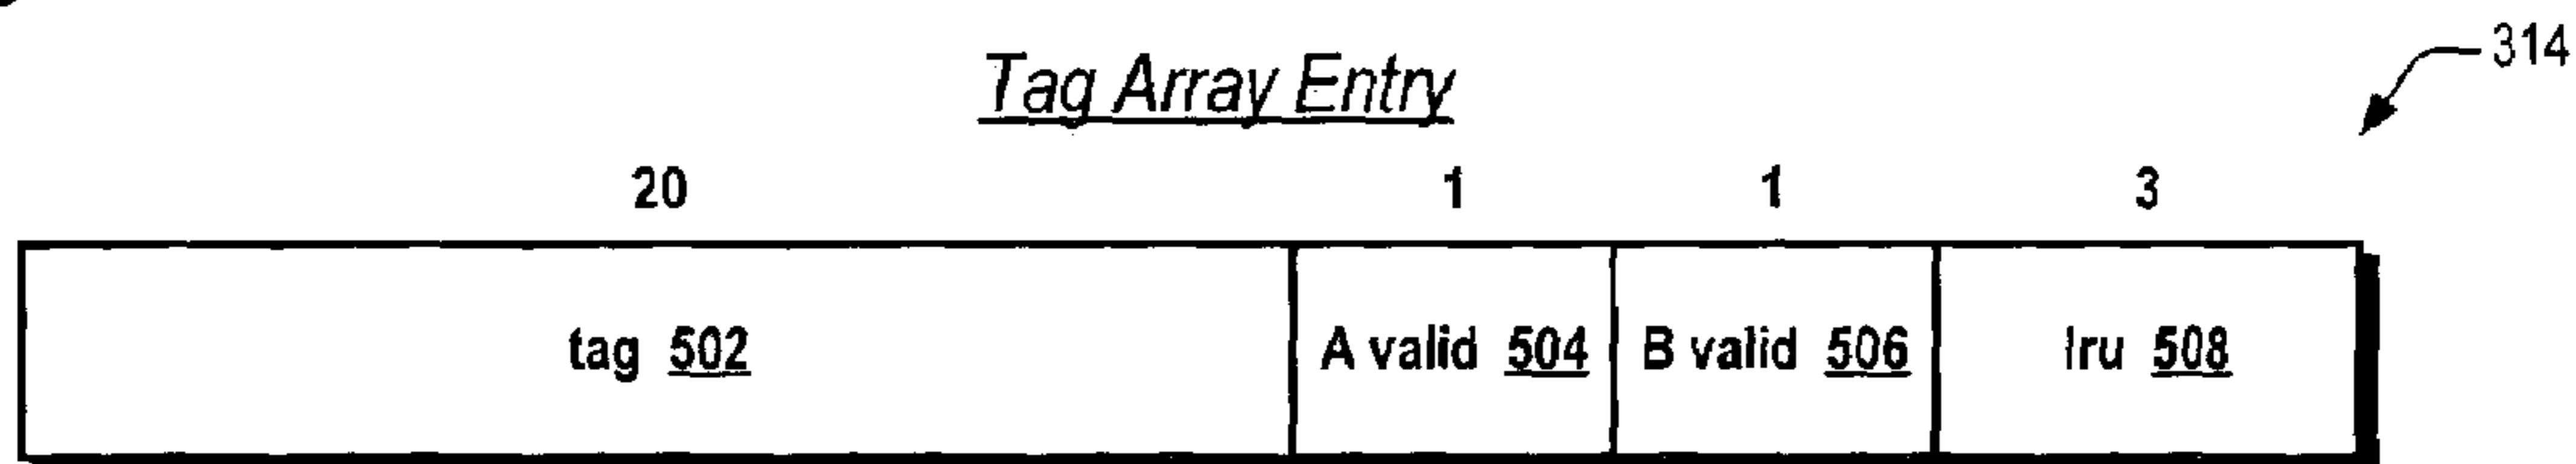 314
Tag Array Entry
20 1 1 3
tag 502 A valid 504 B valid 506 lru 508